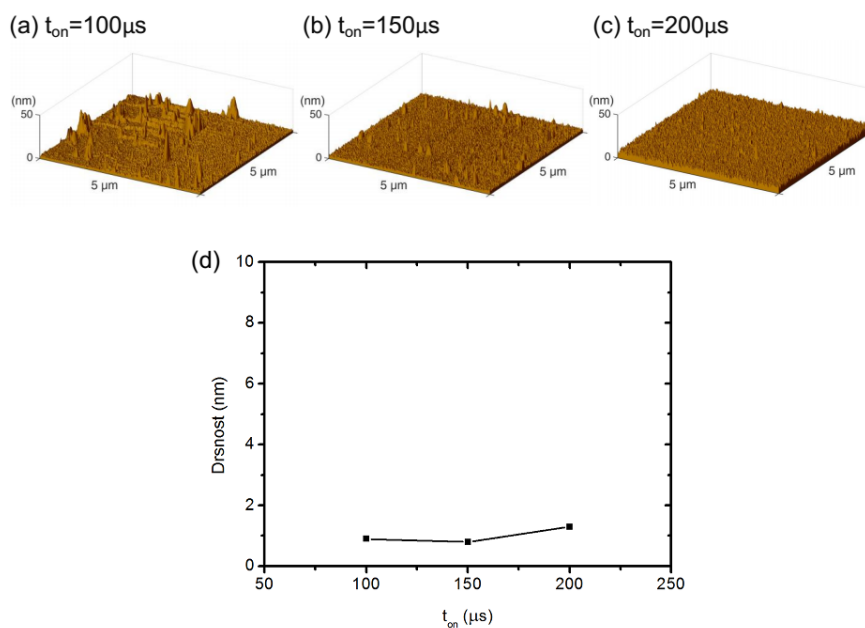 (a) tₒₙ=100µs
(b) tₒₙ=150µs
(c) tₒₙ=200µs
(nm)
50
0
5 µm
5 µm
(nm)
50
0
5 µm
5 µm
(nm)
50
0
5 µm
5 µm
(d)
10
8
6
4
2
0
Drsnost (nm)
50
100
150
200
250
tₒₙ (µs)